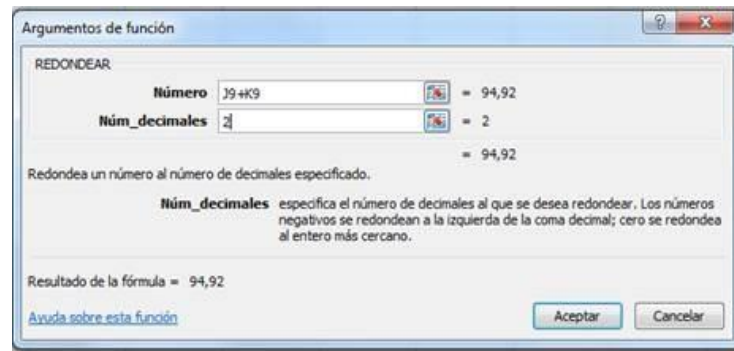 Argumentos de función
REDONDEAR
Número J9+K9 = 94,92
Núm_decimales 2 = 2
= 94,92
Redondea un número al número de decimales especificado.
Núm_decimales especifica el número de decimales al que se desea redondear. Los números
negativos se redondean a la izquierda de la coma decimal; cero se redondea
al entero más cercano.
Resultado de la fórmula = 94,92
Ayuda sobre esta función Aceptar Cancelar